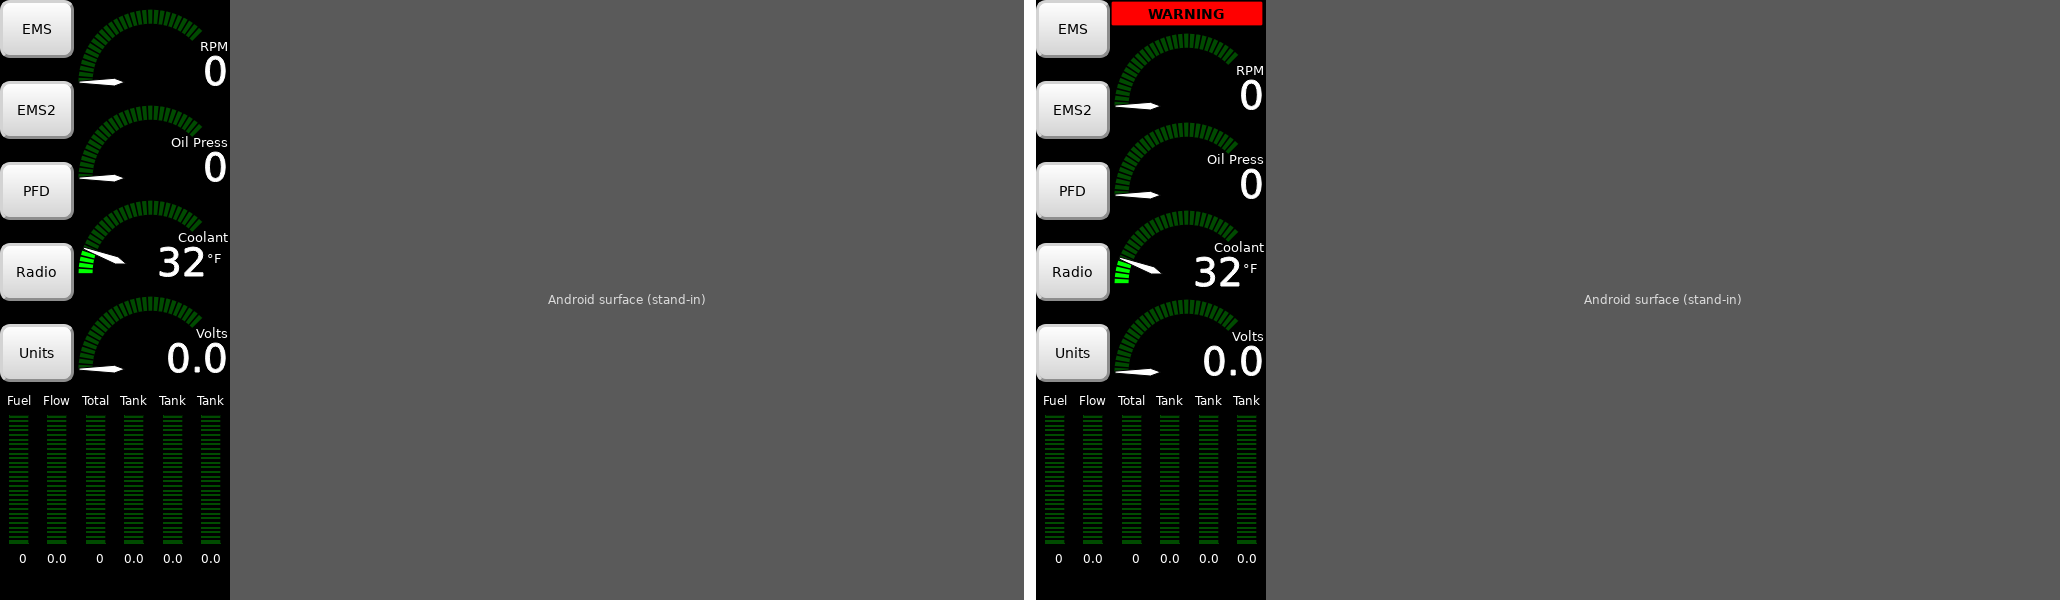 EMS
RPM
0
EMS2
Oil Press
0
PFD
Coolant
32 °F
Radio
Volts
0.0
Units
Fuel Flow Total Tank Tank Tank
0 0.0 0 0.0 0.0 0.0
Android surface (stand-in)
WARNING
EMS
RPM
0
EMS2
Oil Press
0
PFD
Coolant
32 °F
Radio
Volts
0.0
Units
Fuel Flow Total Tank Tank Tank
0 0.0 0 0.0 0.0 0.0
Android surface (stand-in)